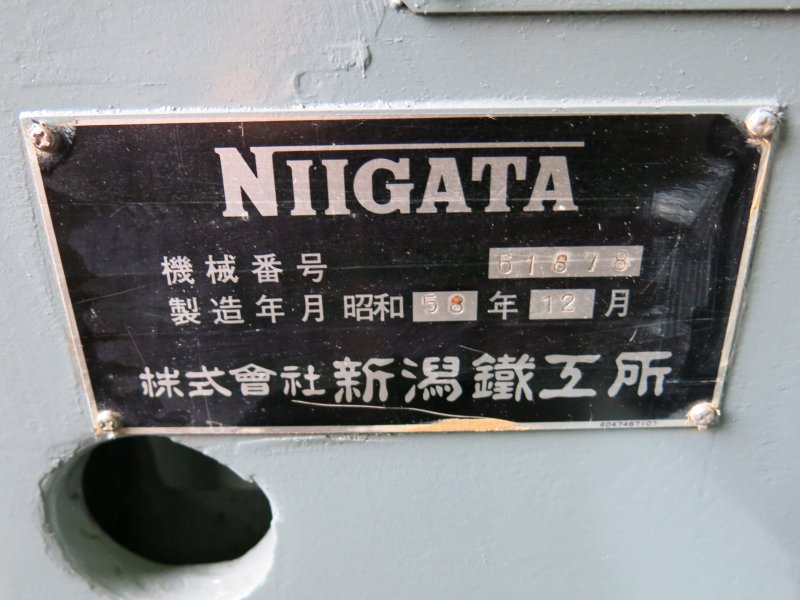 NIIGATA
機械番号 61878
製造年月 昭和 58 年 12 月
株式會社 新潟鐵工所
4047467107